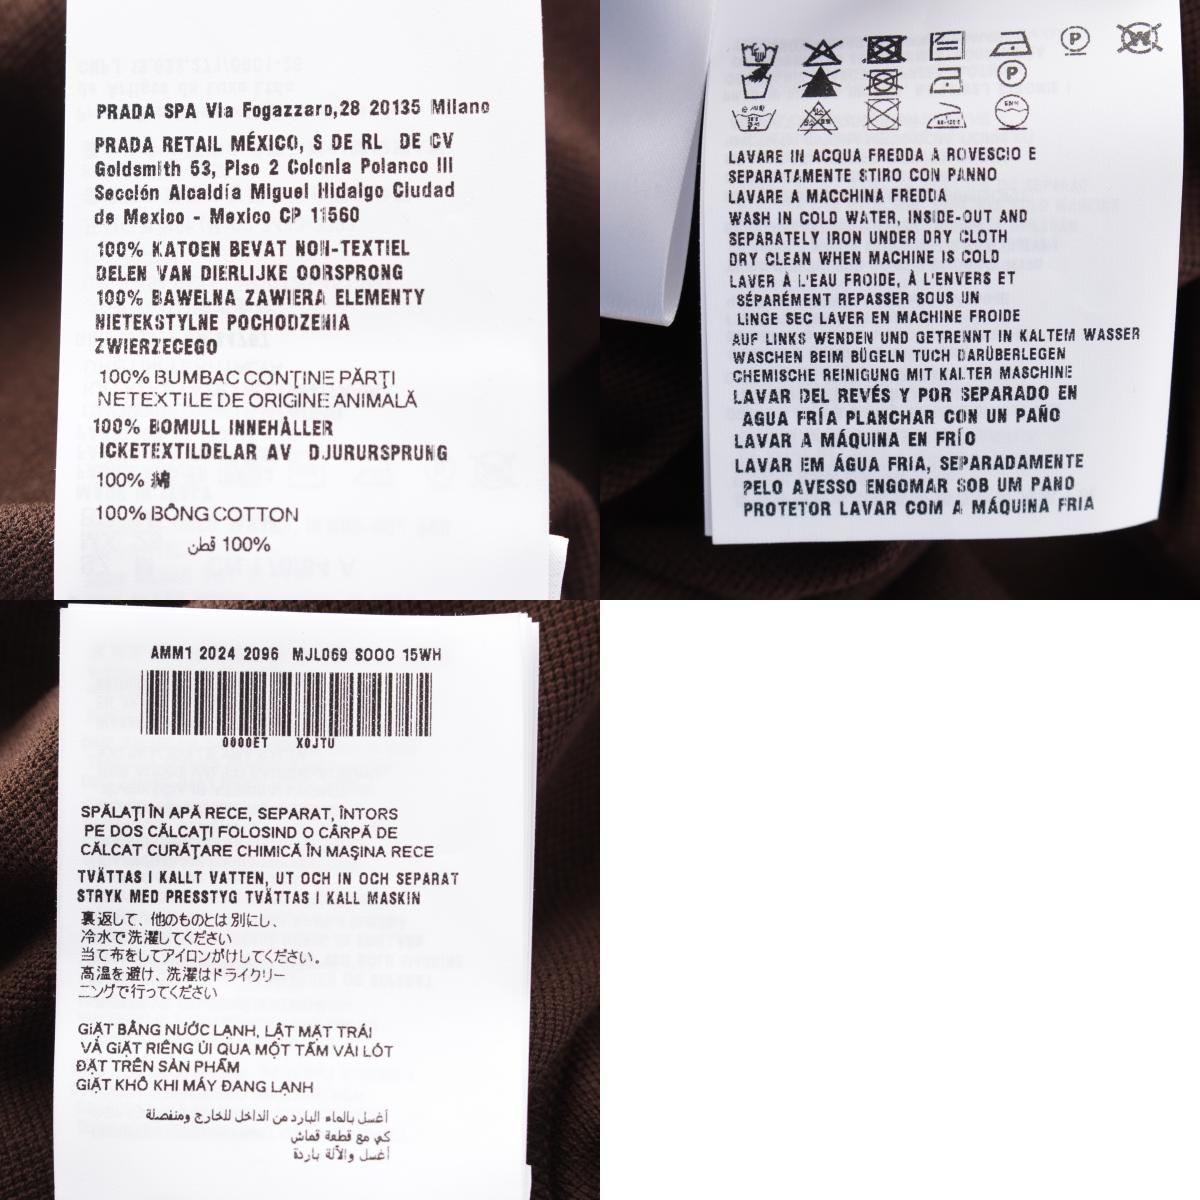 PRADA SPA Via Fogazzaro,28 20135 Milano
PRADA RETAIL MÉXICO, S DE RL DE CV
Goldsmith 53, Piso 2 Colonia Polanco III
Sección Alcaldía Miguel Hidalgo Ciudad
de Mexico - Mexico CP 11560
100% KATOEN BEVAT NON-TEXTIEL
DELEN VAN DIERLIJKE OORSPRONG
100% BAWELNA ZAWIERA ELEMENTY
NIETEKSTYLNE POCHODZENIA
ZWIERZECEGO
100% BUMBAC CONŢINE PĂRŢI
NETEXTILE DE ORIGINE ANIMALĂ
100% BOMULL INNEHÅLLER
ICKETEXTILDELAR AV DJURURSPRUNG
100% 綿
100% BÔNG COTTON
100% قطن
LAVARE IN ACQUA FREDDA A ROVESCIO E
SEPARATAMENTE STIRO CON PANNO
LAVARE A MACCHINA FREDDA
WASH IN COLD WATER, INSIDE-OUT AND
SEPARATELY IRON UNDER DRY CLOTH
DRY CLEAN WHEN MACHINE IS COLD
LAVER À L'EAU FROIDE, À L'ENVERS ET
SÉPARÉMENT REPASSER SOUS UN
LINGE SEC LAVER EN MACHINE FROIDE
AUF LINKS WENDEN UND GETRENNT IN KALTEM WASSER
WASCHEN BEIM BÜGELN TUCH DARÜBERLEGEN
CHEMISCHE REINIGUNG MIT KALTER MASCHINE
LAVAR DEL REVÉS Y POR SEPARADO EN
AGUA FRÍA PLANCHAR CON UN PAÑO
LAVAR A MÁQUINA EN FRÍO
LAVAR EM ÁGUA FRIA, SEPARADAMENTE
PELO AVESSO ENGOMAR SOB UM PANO
PROTETOR LAVAR COM A MÁQUINA FRIA
AMM1 2024 2096 MJL069 SOOO 15WH
0000ET X0JTU
SPĂLAŢI ÎN APĂ RECE, SEPARAT, ÎNTORS
PE DOS CĂLCAŢI FOLOSIND O CÂRPĂ DE
CĂLCAT CURĂŢARE CHIMICĂ ÎN MAŞINA RECE
TVÄTTAS I KALLT VATTEN, UT OCH IN OCH SEPARAT
STRYK MED PRESSTYG TVÄTTAS I KALL MASKIN
裏返して、他のものとは別にし、
冷水で洗濯してください
当て布をしてアイロンがけしてください。
高温を避け、洗濯はドライクリー
ニングで行ってください
GIẶT BẰNG NƯỚC LẠNH, LẬT MẶT TRÁI
VÀ GIẶT RIÊNG ỦI QUA MỘT TẤM VẢI LÓT
ĐẶT TRÊN SẢN PHẨM
GIẶT KHÔ KHI MÁY ĐANG LẠNH
أغسل بالماء البارد من الداخل للخارج ومنفصلة
كي مع قطعة قماش
أغسل والآلة باردة